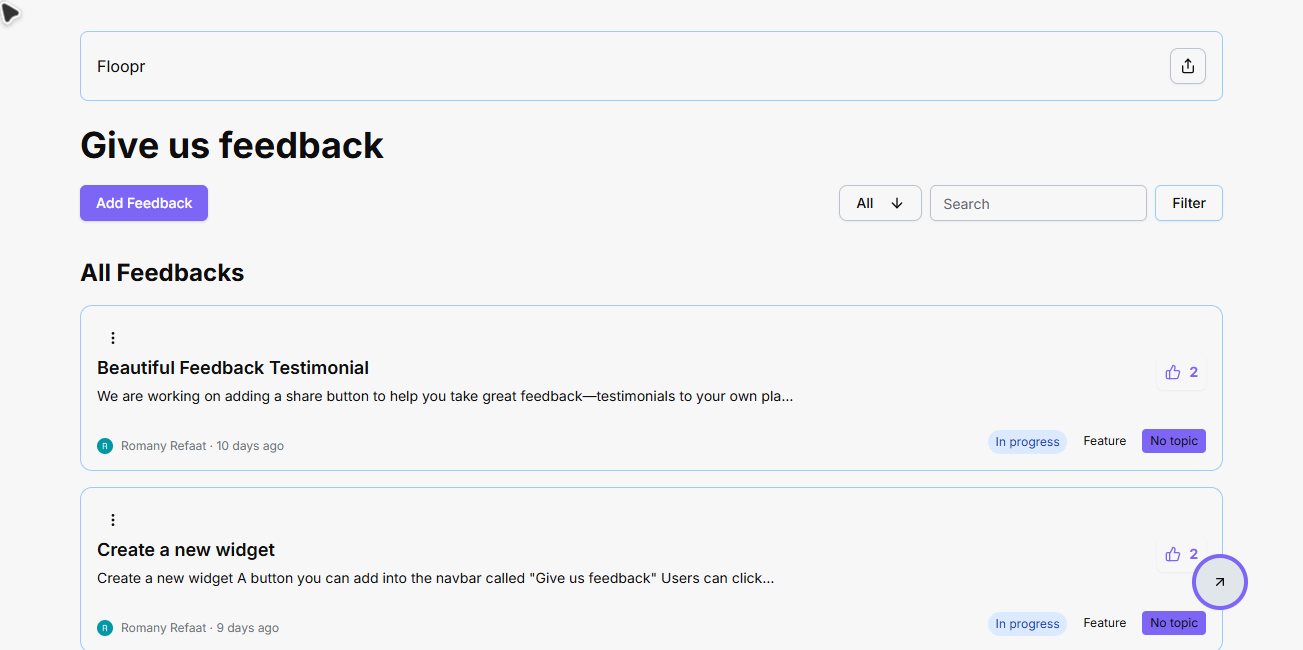 Floopr
Give us feedback
Add Feedback
All
Search
Filter
All Feedbacks
Beautiful Feedback Testimonial
2
We are working on adding a share button to help you take great feedback—testimonials to your own pla...
R Romany Refaat · 10 days ago
In progress Feature No topic
Create a new widget
2
Create a new widget A button you can add into the navbar called "Give us feedback" Users can click...
R Romany Refaat · 9 days ago
In progress Feature No topic